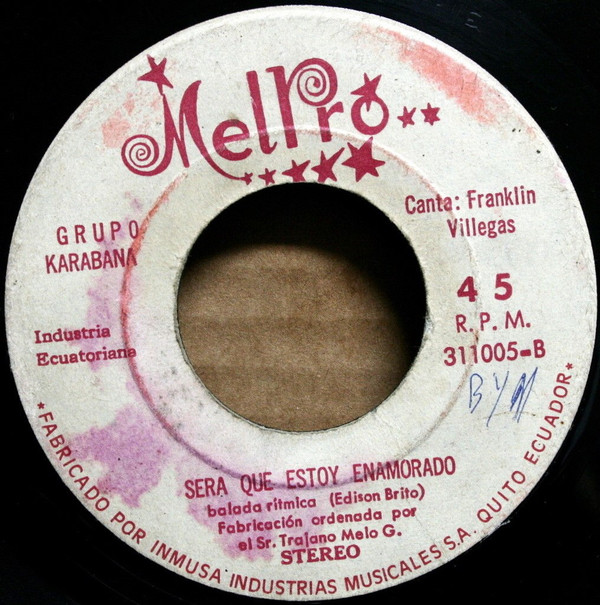 MelPro
Canta: Franklin
Villegas
GRUPO
KARABANA
45
R.P.M.
311005-B
Industria
Ecuatoriana
SERA QUE ESTOY ENAMORADO
balada rítmica (Edison Brito)
Fabricación ordenada por
el Sr. Trajano Melo G.
STEREO
*FABRICADO POR INMUSA INDUSTRIAS MUSICALES S.A. QUITO ECUADOR*